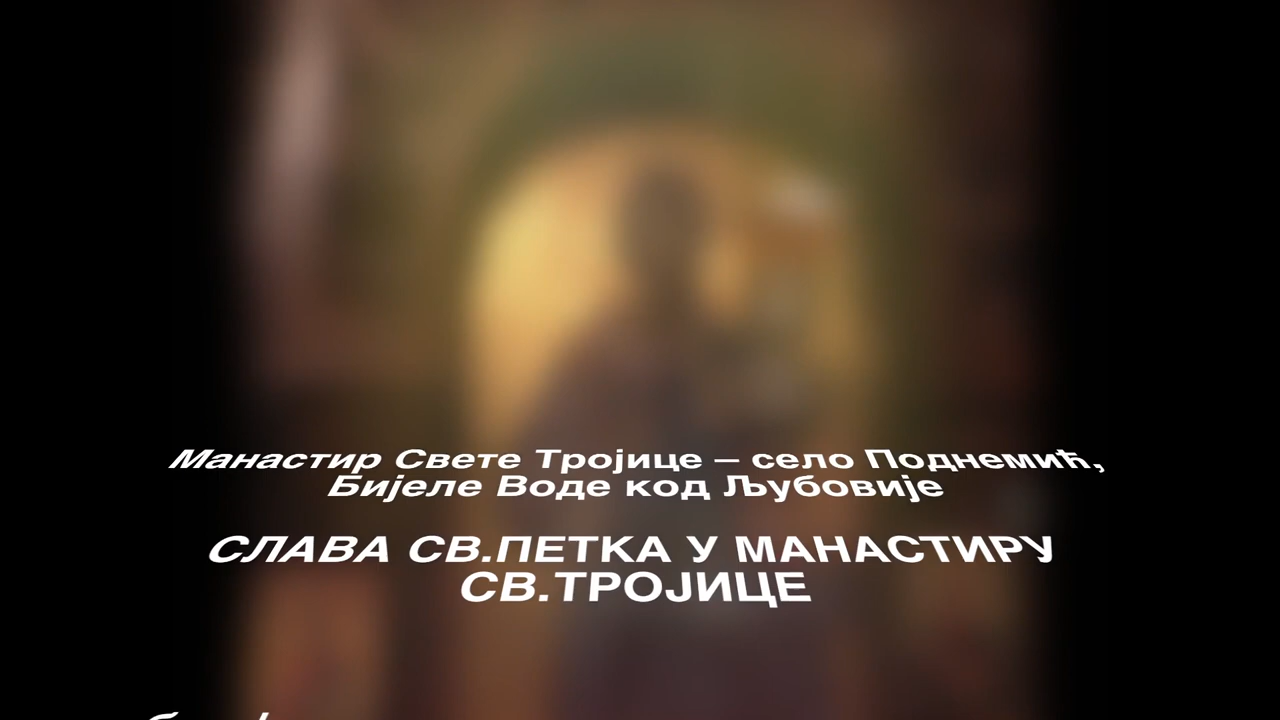 Манастир Свете Тројице – село Поднемић,
Бијеле Воде код Љубовије
СЛАВА СВ.ПЕТКА У МАНАСТИРУ
СВ.ТРОЈИЦЕ